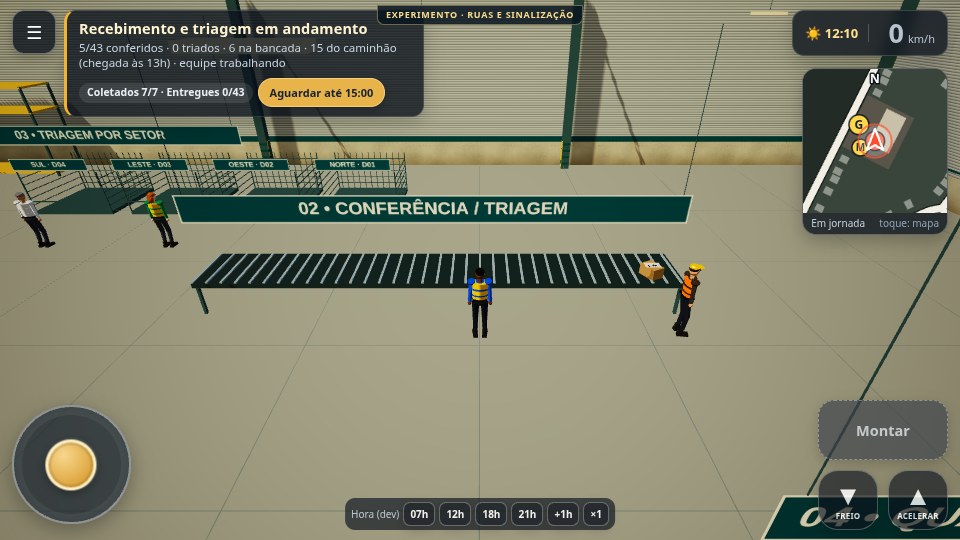 EXPERIMENTO · RUAS E SINALIZAÇÃO
☰
Recebimento e triagem em andamento
5/43 conferidos · 0 triados · 6 na bancada · 15 do caminhão
(chegada às 13h) · equipe trabalhando
Coletados 7/7 · Entregues 0/43
Aguardar até 15:00
☀️ 12:10
0 km/h
N
G
M
Em jornada
toque: mapa
03 • TRIAGEM POR SETOR
SUL · D04
LESTE · D03
OESTE · D02
NORTE · D01
02 • CONFERÊNCIA / TRIAGEM
Montar
▼
FREIO
▲
ACELERAR
Hora (dev)
07h
12h
18h
21h
+1h
×1